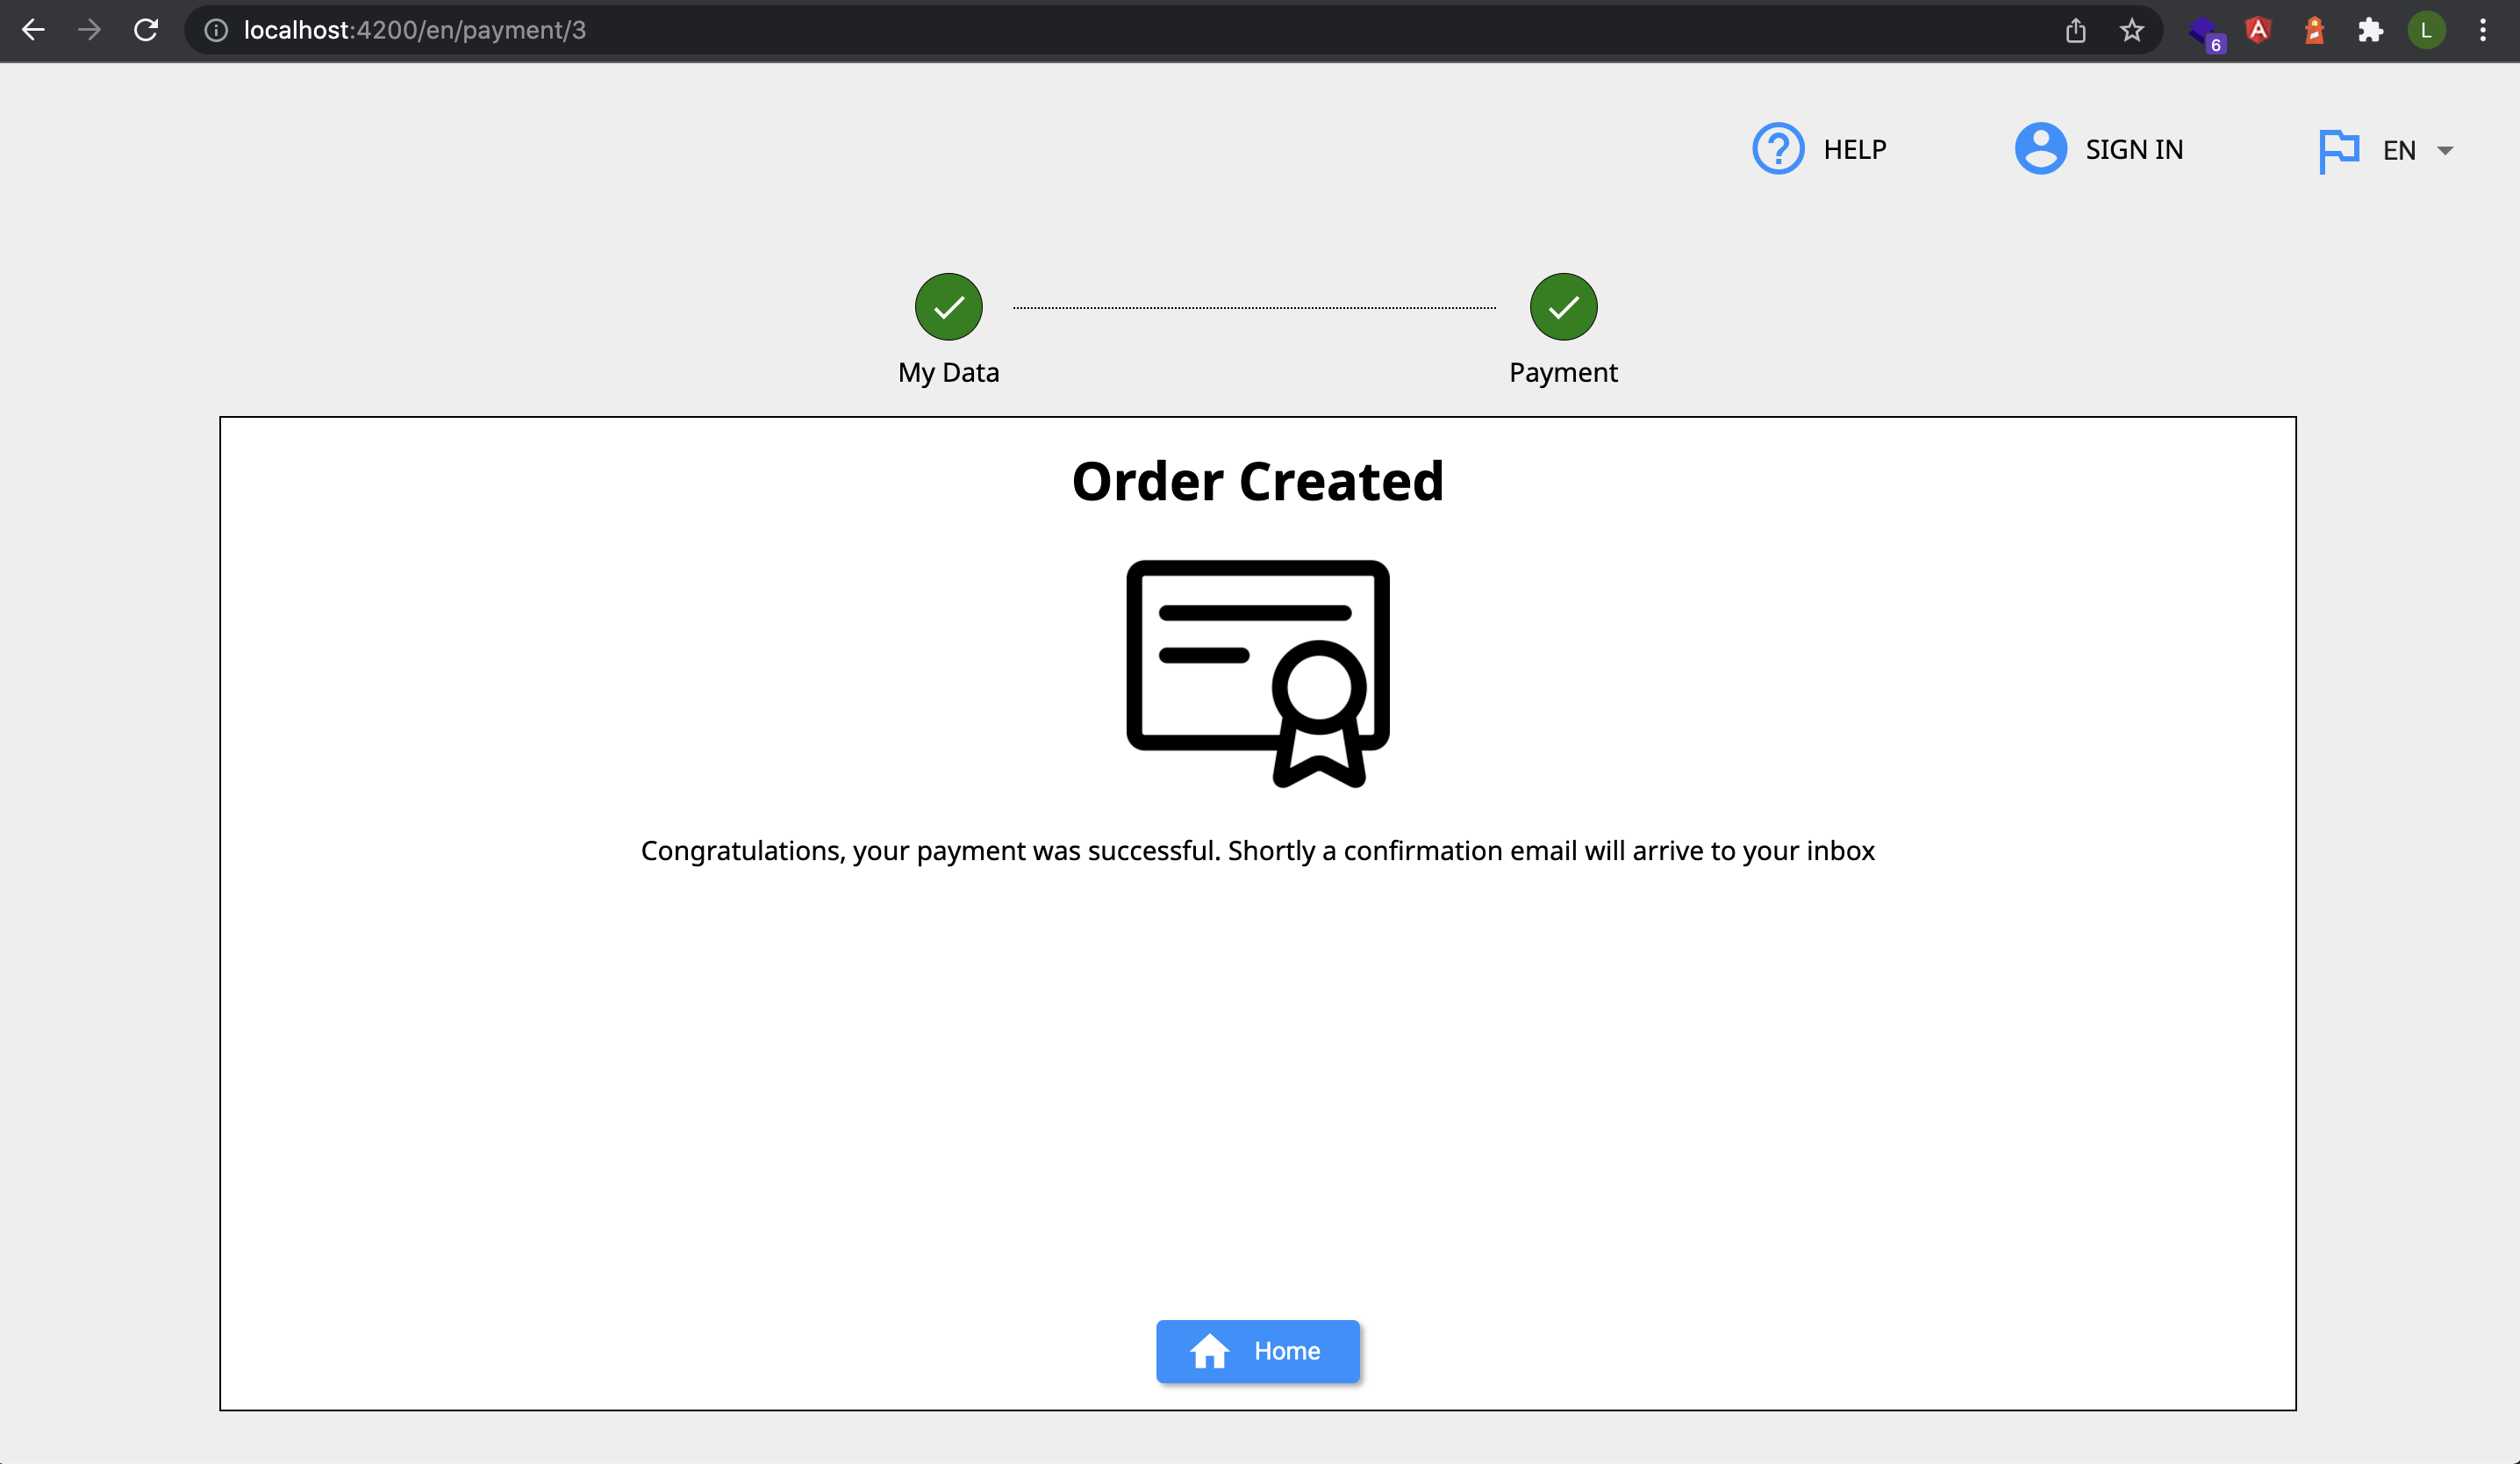 localhost:4200/en/payment/3
6
L
HELP
SIGN IN
EN
My Data
Payment
Order Created
Congratulations, your payment was successful. Shortly a confirmation email will arrive to your inbox
Home